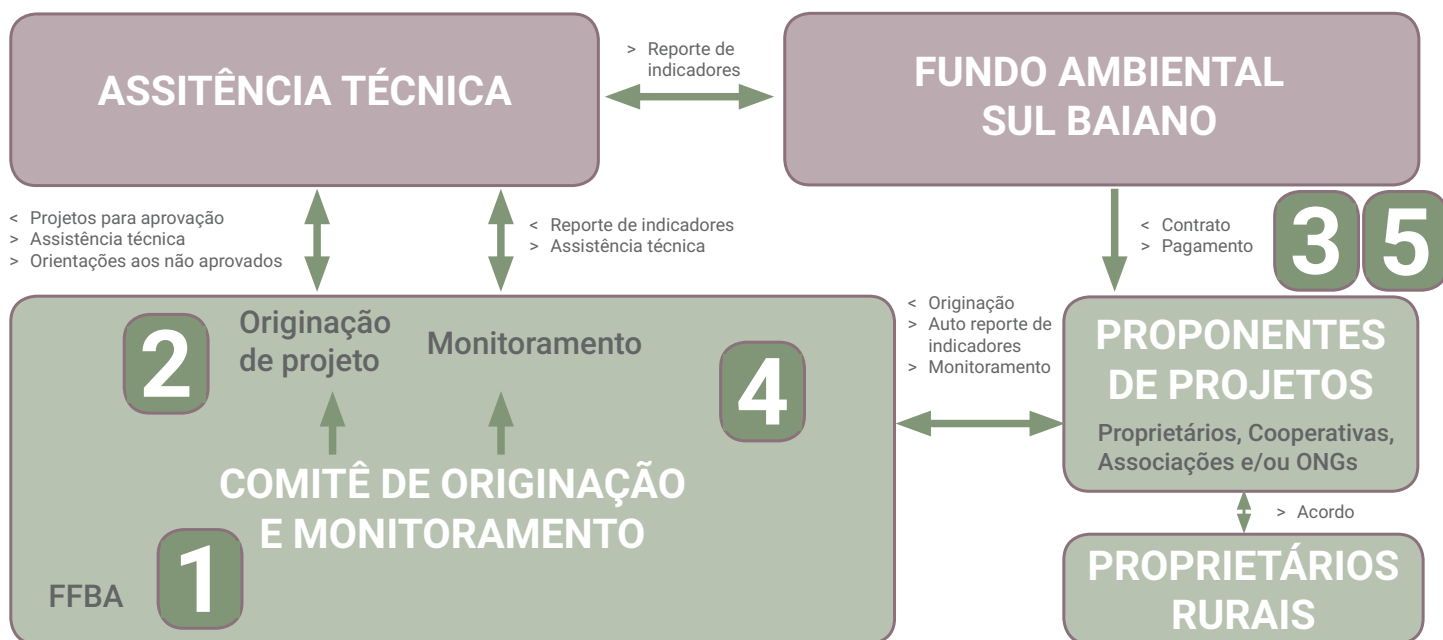 ASSITÊNCIA TÉCNICA
> Reporte de
indicadores
FUNDO AMBIENTAL
SUL BAIANO
< Projetos para aprovação
> Assistência técnica
> Orientações aos não aprovados
< Reporte de indicadores
> Assistência técnica
< Contrato
> Pagamento
3
5
2
Originação
de projeto
Monitoramento
4
COMITÊ DE ORIGINAÇÃO
E MONITORAMENTO
FFBA
1
< Originação
> Auto reporte de
indicadores
> Monitoramento
PROPONENTES
DE PROJETOS
Proprietários, Cooperativas,
Associações e/ou ONGs
> Acordo
PROPRIETÁRIOS
RURAIS